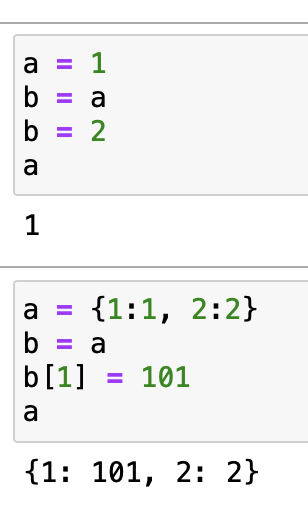 a = 1
b = a
b = 2
a
1
a = {1:1, 2:2}
b = a
b[1] = 101
a
{1: 101, 2: 2}